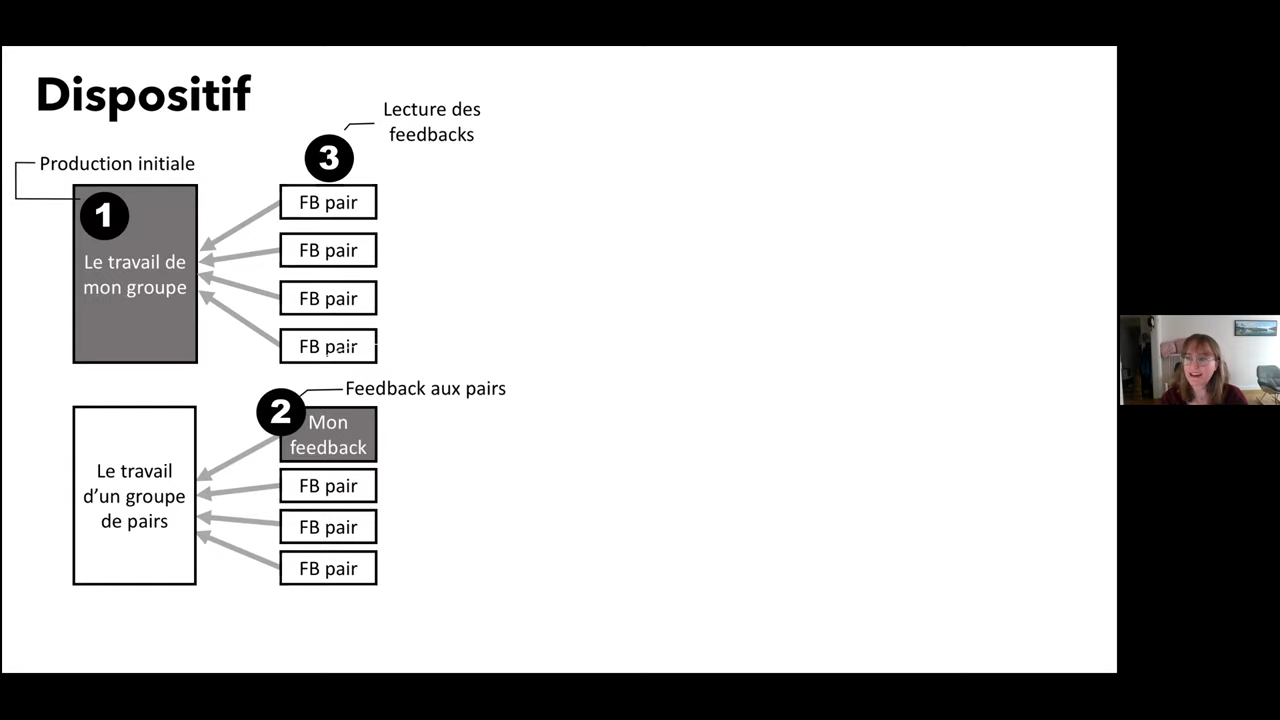 Dispositif
Lecture des
feedbacks
3
Production initiale
1
Le travail de
mon groupe
FB pair
FB pair
FB pair
FB pair
2
Feedback aux pairs
Mon
feedback
Le travail
d’un groupe
de pairs
FB pair
FB pair
FB pair